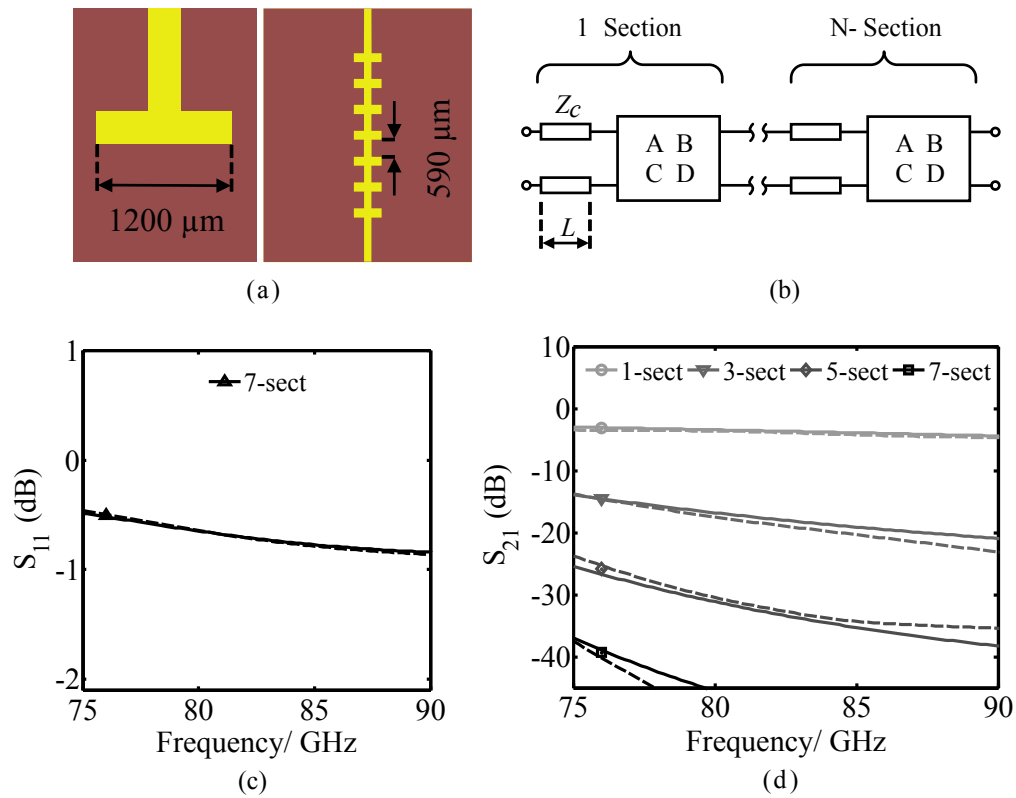 1200 µm
590 µm
(a)
1 Section
N- Section
Z_C
A B
C D
A B
C D
L
(b)
1
0
-1
-2
S11 (dB)
7-sect
75
80
85
90
Frequency/ GHz
(c)
10
0
-10
-20
-30
-40
S21 (dB)
1-sect
3-sect
5-sect
7-sect
75
80
85
90
Frequency/ GHz
(d)